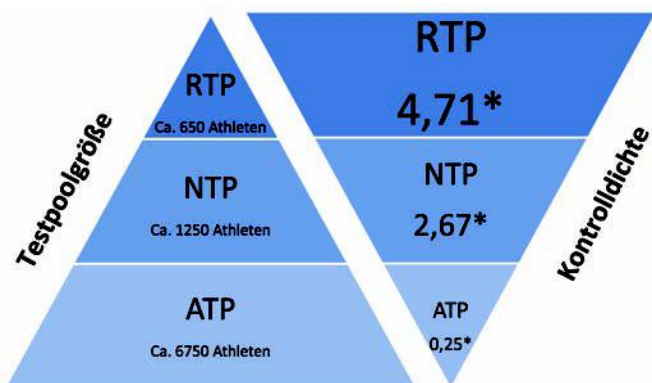 Testpoolgröße
RTP
Ca. 650 Athleten
NTP
Ca. 1250 Athleten
ATP
Ca. 6750 Athleten
RTP
4,71*
NTP
2,67*
ATP
0,25*
Kontrolldichte